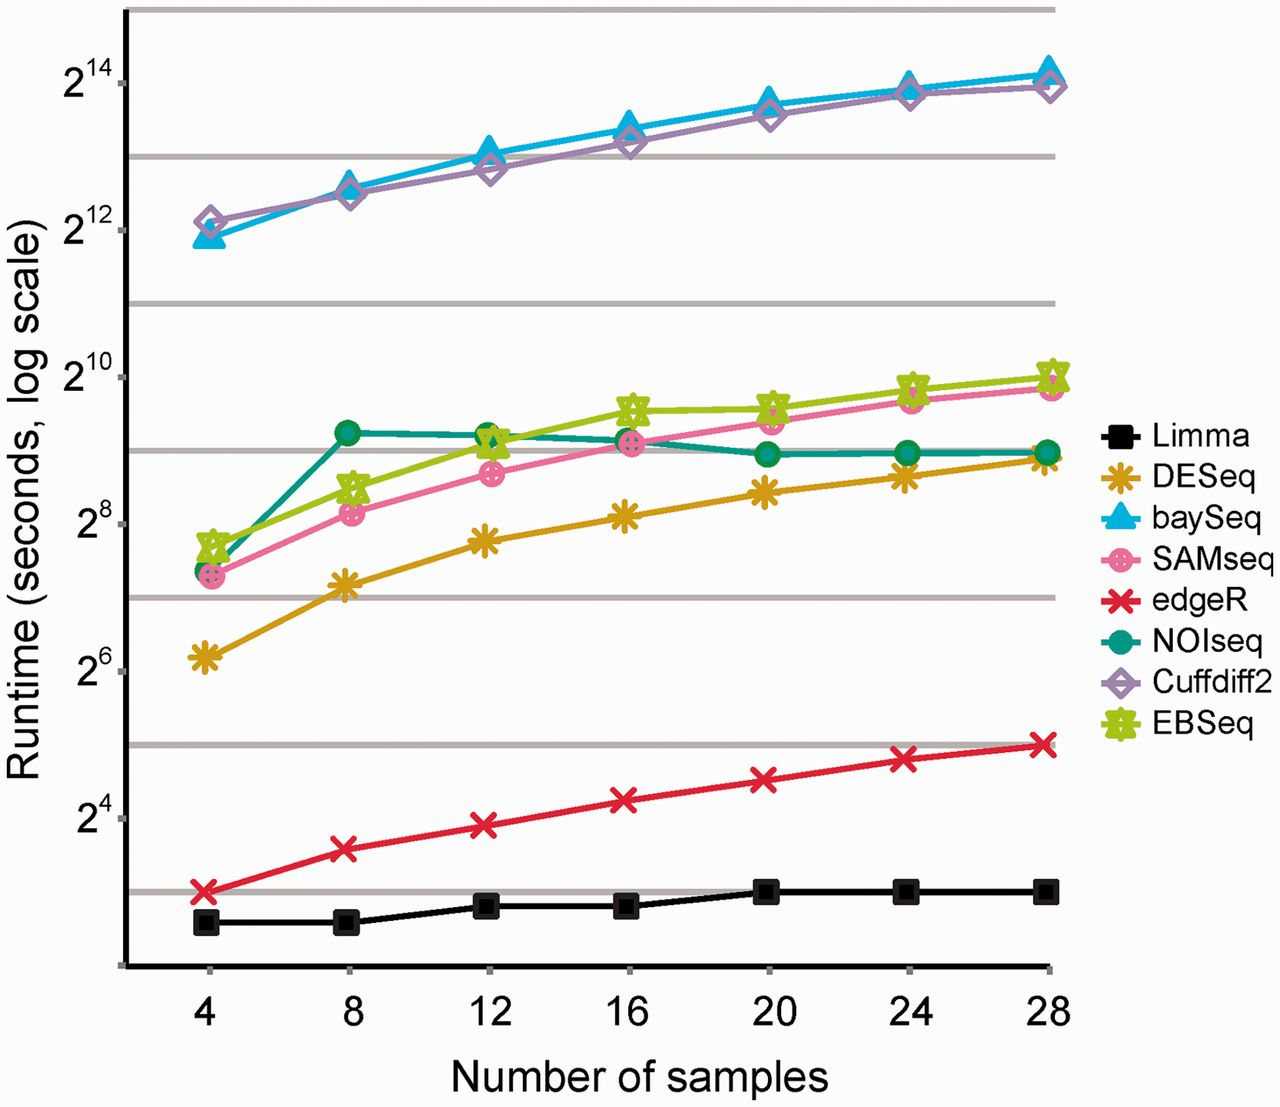 Runtime (seconds, log scale)
2^14
2^12
2^10
2^8
2^6
2^4
4 8 12 16 20 24 28
Number of samples
Limma
DESeq
baySeq
SAMseq
edgeR
NOIseq
Cuffdiff2
EBSeq